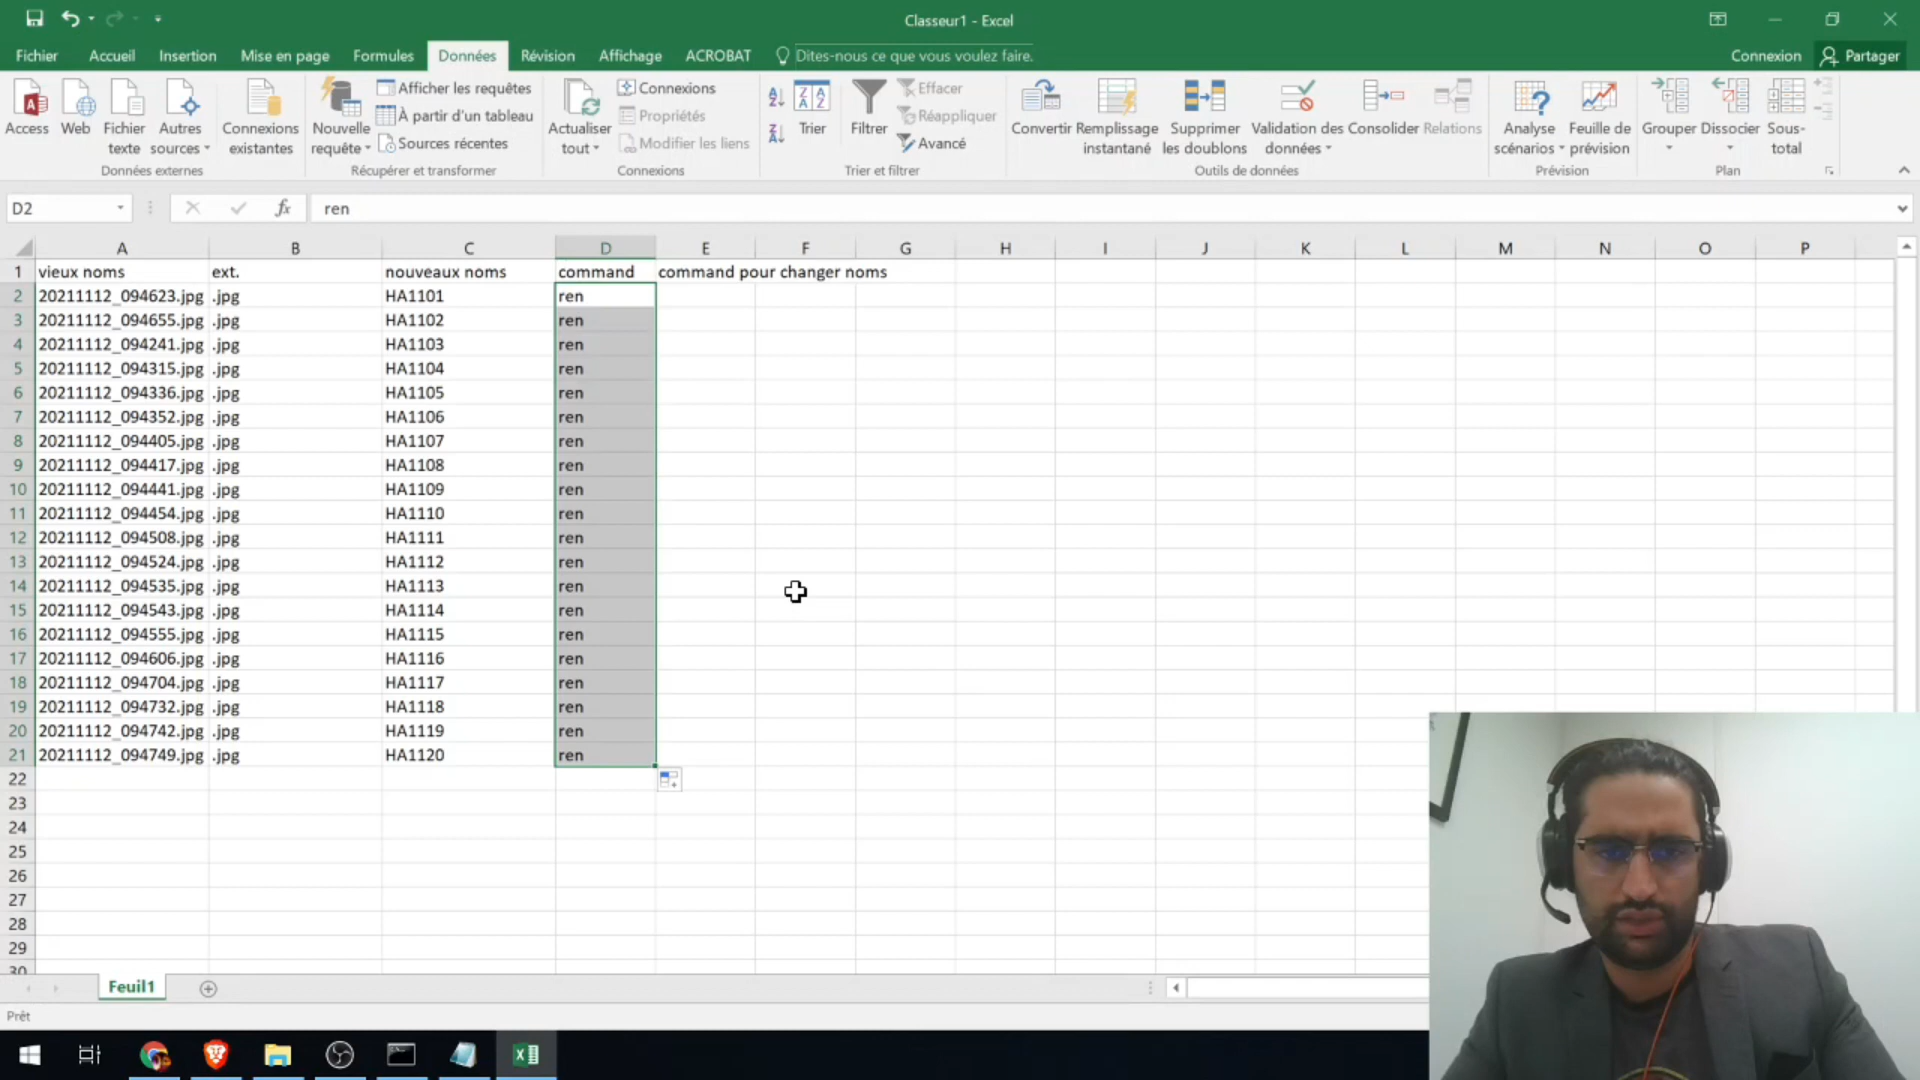 Classeur1 - Excel
Fichier Accueil Insertion Mise en page Formules Données Révision Affichage ACROBAT Dites-nous ce que vous voulez faire. Connexion Partager
Access
Web
Fichier texte
Autres sources
Connexions existantes
Données externes
Nouvelle requête
Afficher les requêtes
À partir d'un tableau
Sources récentes
Récupérer et transformer
Actualiser tout
Connexions
Propriétés
Modifier les liens
Connexions
Trier
Filtrer
Effacer
Réappliquer
Avancé
Trier et filtrer
Convertir
Remplissage instantané
Supprimer les doublons
Validation des données
Consolider
Relations
Outils de données
Analyse scénarios
Feuille de prévision
Prévision
Grouper
Dissocier
Sous-total
Plan
D2 fx ren
A B C D E F G H I J K L M N O P
1 vieux noms ext. nouveaux noms command command pour changer noms
2 20211112_094623.jpg .jpg HA1101 ren
3 20211112_094655.jpg .jpg HA1102 ren
4 20211112_094241.jpg .jpg HA1103 ren
5 20211112_094315.jpg .jpg HA1104 ren
6 20211112_094336.jpg .jpg HA1105 ren
7 20211112_094352.jpg .jpg HA1106 ren
8 20211112_094405.jpg .jpg HA1107 ren
9 20211112_094417.jpg .jpg HA1108 ren
10 20211112_094441.jpg .jpg HA1109 ren
11 20211112_094454.jpg .jpg HA1110 ren
12 20211112_094508.jpg .jpg HA1111 ren
13 20211112_094524.jpg .jpg HA1112 ren
14 20211112_094535.jpg .jpg HA1113 ren
15 20211112_094543.jpg .jpg HA1114 ren
16 20211112_094555.jpg .jpg HA1115 ren
17 20211112_094606.jpg .jpg HA1116 ren
18 20211112_094704.jpg .jpg HA1117 ren
19 20211112_094732.jpg .jpg HA1118 ren
20 20211112_094742.jpg .jpg HA1119 ren
21 20211112_094749.jpg .jpg HA1120 ren
22
23
24
25
26
27
28
29
30
Feuil1
Prêt